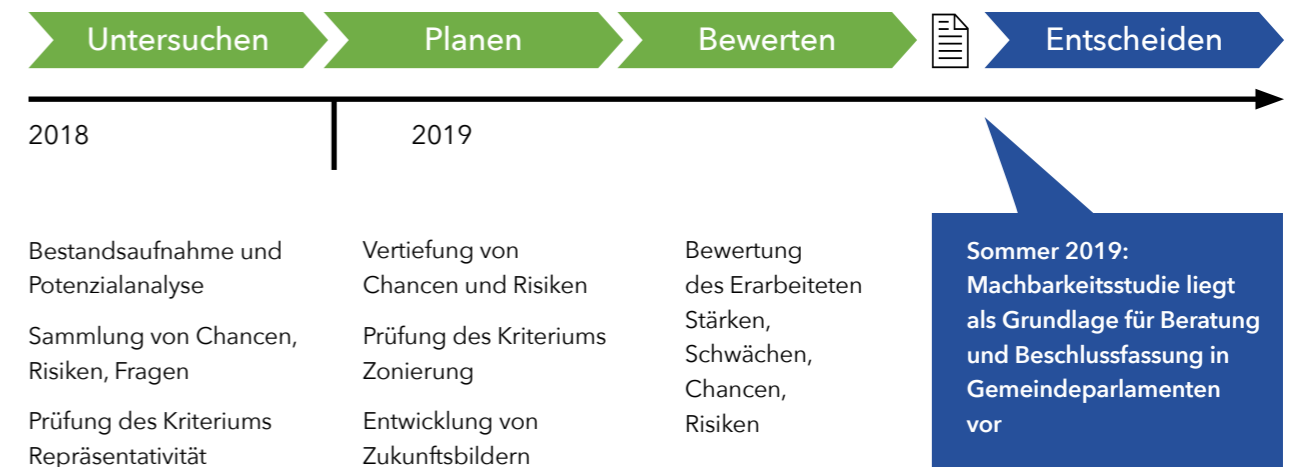 Untersuchen
Planen
Bewerten
Entscheiden
2018
2019
Bestandsaufnahme und
Potenzialanalyse
Sammlung von Chancen,
Risiken, Fragen
Prüfung des Kriteriums
Repräsentativität
Vertiefung von
Chancen und Risiken
Prüfung des Kriteriums
Zonierung
Entwicklung von
Zukunftsbildern
Bewertung
des Erarbeiteten
Stärken,
Schwächen,
Chancen,
Risiken
Sommer 2019:
Machbarkeitsstudie liegt
als Grundlage für Beratung
und Beschlussfassung in
Gemeindeparlamenten
vor